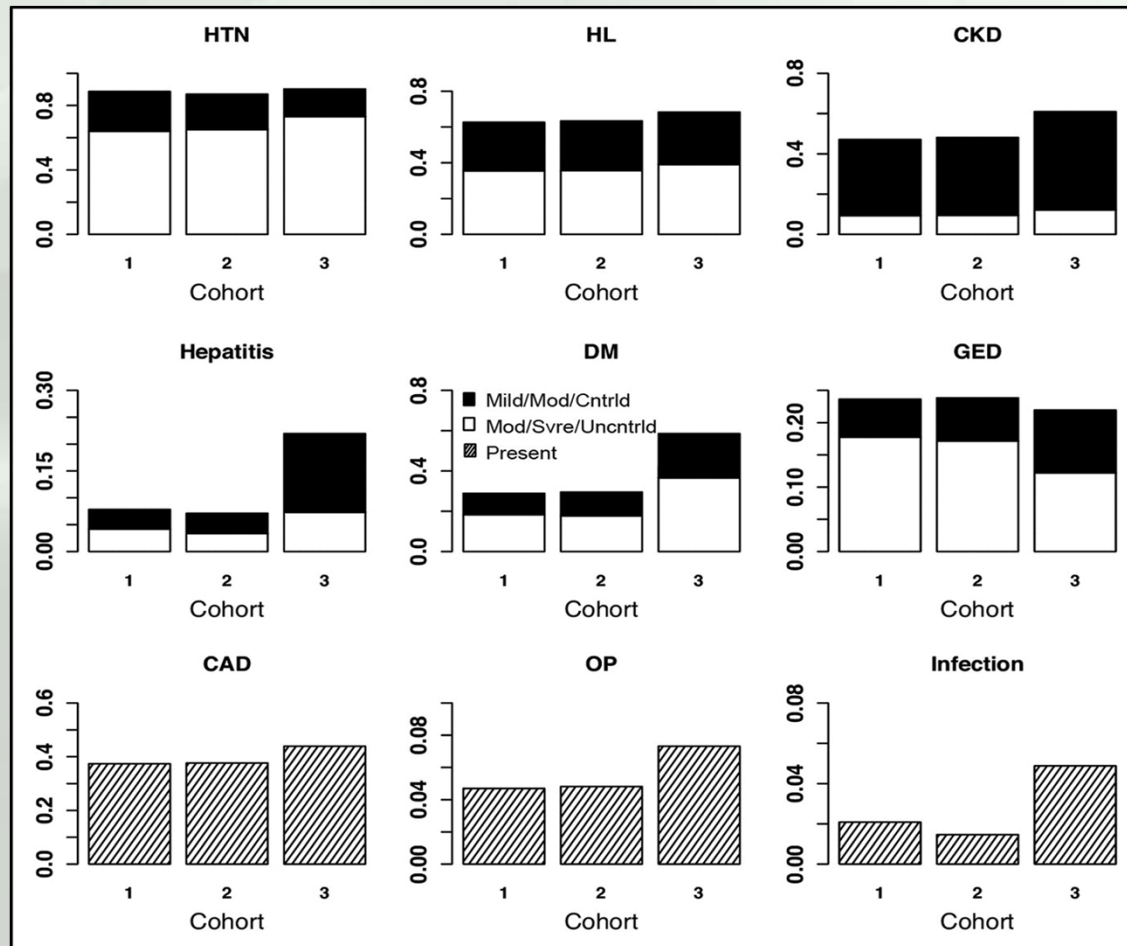 HTN
0.0 0.4 0.8
1 2 3
Cohort
HL
0.0 0.4 0.8
1 2 3
Cohort
CKD
0.0 0.4 0.8
1 2 3
Cohort
Hepatitis
0.00 0.15 0.30
1 2 3
Cohort
DM
0.0 0.4 0.8
Mild/Mod/Cntrld
Mod/Svre/Uncntrld
Present
1 2 3
Cohort
GED
0.00 0.10 0.20
1 2 3
Cohort
CAD
0.0 0.2 0.4 0.6
1 2 3
Cohort
OP
0.00 0.04 0.08
1 2 3
Cohort
Infection
0.00 0.04 0.08
1 2 3
Cohort